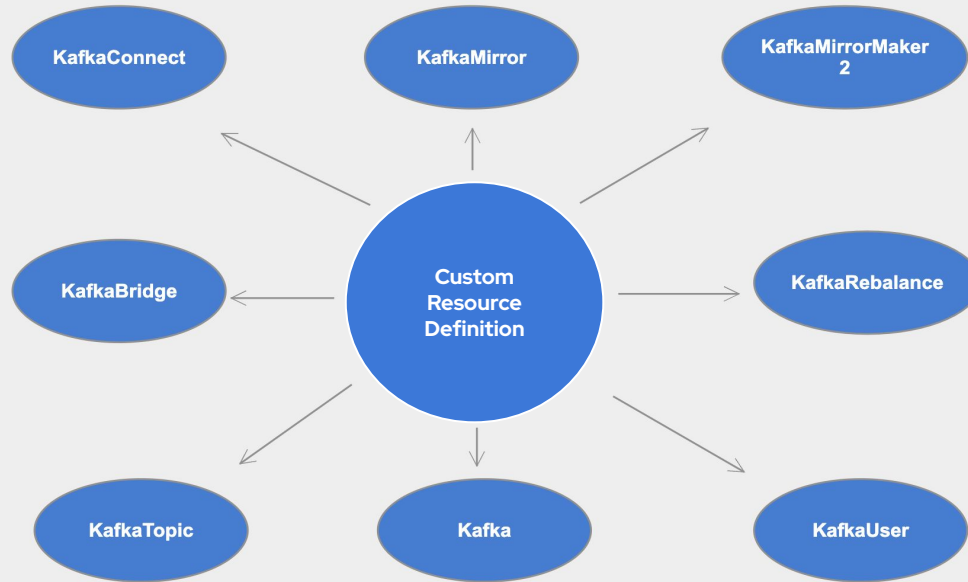 KafkaConnect
KafkaMirror
KafkaMirrorMaker
2
KafkaBridge
Custom
Resource
Definition
KafkaRebalance
KafkaTopic
Kafka
KafkaUser